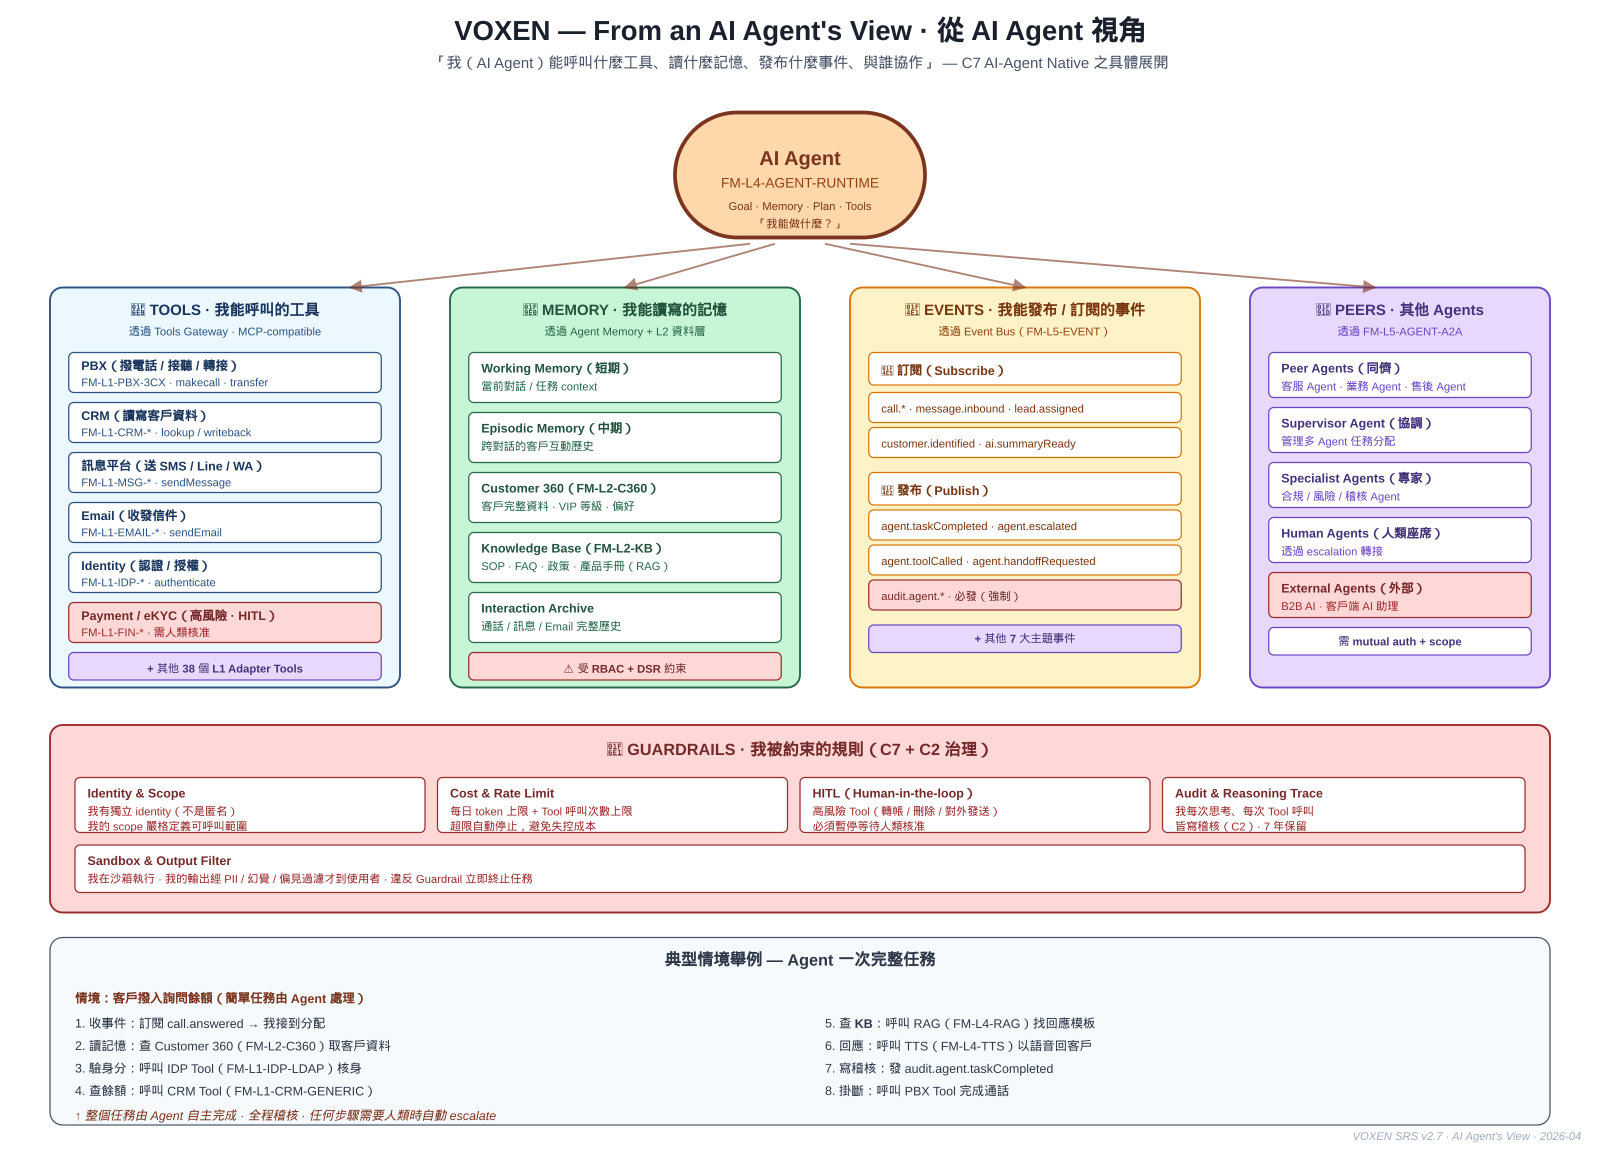 VOXEN — From an AI Agent's View · 從 AI Agent 視角
「我（AI Agent）能呼叫什麼工具、讀什麼記憶、發布什麼事件、與誰協作」— C7 AI-Agent Native 之具體展開
AI Agent
FM-L4-AGENT-RUNTIME
Goal · Memory · Plan · Tools
「我能做什麼？」
TOOLS · 我能呼叫的工具
透過 Tools Gateway · MCP-compatible
PBX（撥電話 / 接聽 / 轉接）
FM-L1-PBX-3CX · makecall · transfer
CRM（讀寫客戶資料）
FM-L1-CRM-* · lookup / writeback
訊息平台（送 SMS / Line / WA）
FM-L1-MSG-* · sendMessage
Email（收發信件）
FM-L1-EMAIL-* · sendEmail
Identity（認證 / 授權）
FM-L1-IDP-* · authenticate
Payment / eKYC（高風險 · HITL）
FM-L1-FIN-* · 需人類核准
+ 其他 38 個 L1 Adapter Tools
MEMORY · 我能讀寫的記憶
透過 Agent Memory + L2 資料層
Working Memory（短期）
當前對話 / 任務 context
Episodic Memory（中期）
跨對話的客戶互動歷史
Customer 360（FM-L2-C360）
客戶完整資料 · VIP 等級 · 偏好
Knowledge Base（FM-L2-KB）
SOP · FAQ · 政策 · 產品手冊（RAG）
Interaction Archive
通話 / 訊息 / Email 完整歷史
⚠ 受 RBAC + DSR 約束
EVENTS · 我能發布 / 訂閱的事件
透過 Event Bus（FM-L5-EVENT）
訂閱（Subscribe）
call.* · message.inbound · lead.assigned
customer.identified · ai.summaryReady
發布（Publish）
agent.taskCompleted · agent.escalated
agent.toolCalled · agent.handoffRequested
audit.agent.* · 必發（強制）
+ 其他 7 大主題事件
PEERS · 其他 Agents
透過 FM-L5-AGENT-A2A
Peer Agents（同儕）
客服 Agent · 業務 Agent · 售後 Agent
Supervisor Agent（協調）
管理多 Agent 任務分配
Specialist Agents（專家）
合規 / 風險 / 稽核 Agent
Human Agents（人類座席）
透過 escalation 轉接
External Agents（外部）
B2B AI · 客戶端 AI 助理
需 mutual auth + scope
GUARDRAILS · 我被約束的規則（C7 + C2 治理）
Identity & Scope
我有獨立 identity（不是匿名）
我的 scope 嚴格定義可呼叫範圍
Cost & Rate Limit
每日 token 上限 + Tool 呼叫次數上限
超限自動停止，避免失控成本
HITL（Human-in-the-loop）
高風險 Tool（轉帳 / 刪除 / 對外發送）
必須暫停等待人類核准
Audit & Reasoning Trace
我每次思考、每次 Tool 呼叫
皆寫稽核（C2）· 7 年保留
Sandbox & Output Filter
我在沙箱執行 · 我的輸出經 PII / 幻覺 / 偏見過濾才到使用者 · 違反 Guardrail 立即終止任務
典型情境舉例 — Agent 一次完整任務
情境：客戶撥入詢問餘額（簡單任務由 Agent 處理）
1. 收事件：訂閱 call.answered → 我接到分配
2. 讀記憶：查 Customer 360（FM-L2-C360）取客戶資料
3. 驗身分：呼叫 IDP Tool（FM-L1-IDP-LDAP）核身
4. 查餘額：呼叫 CRM Tool（FM-L1-CRM-GENERIC）
5. 查 KB：呼叫 RAG（FM-L4-RAG）找回應模板
6. 回應：呼叫 TTS（FM-L4-TTS）以語音回客戶
7. 寫稽核：發 audit.agent.taskCompleted
8. 掛斷：呼叫 PBX Tool 完成通話
↑ 整個任務由 Agent 自主完成 · 全程稽核 · 任何步驟需要人類時自動 escalate
VOXEN SRS v2.7 · AI Agent's View · 2026-04